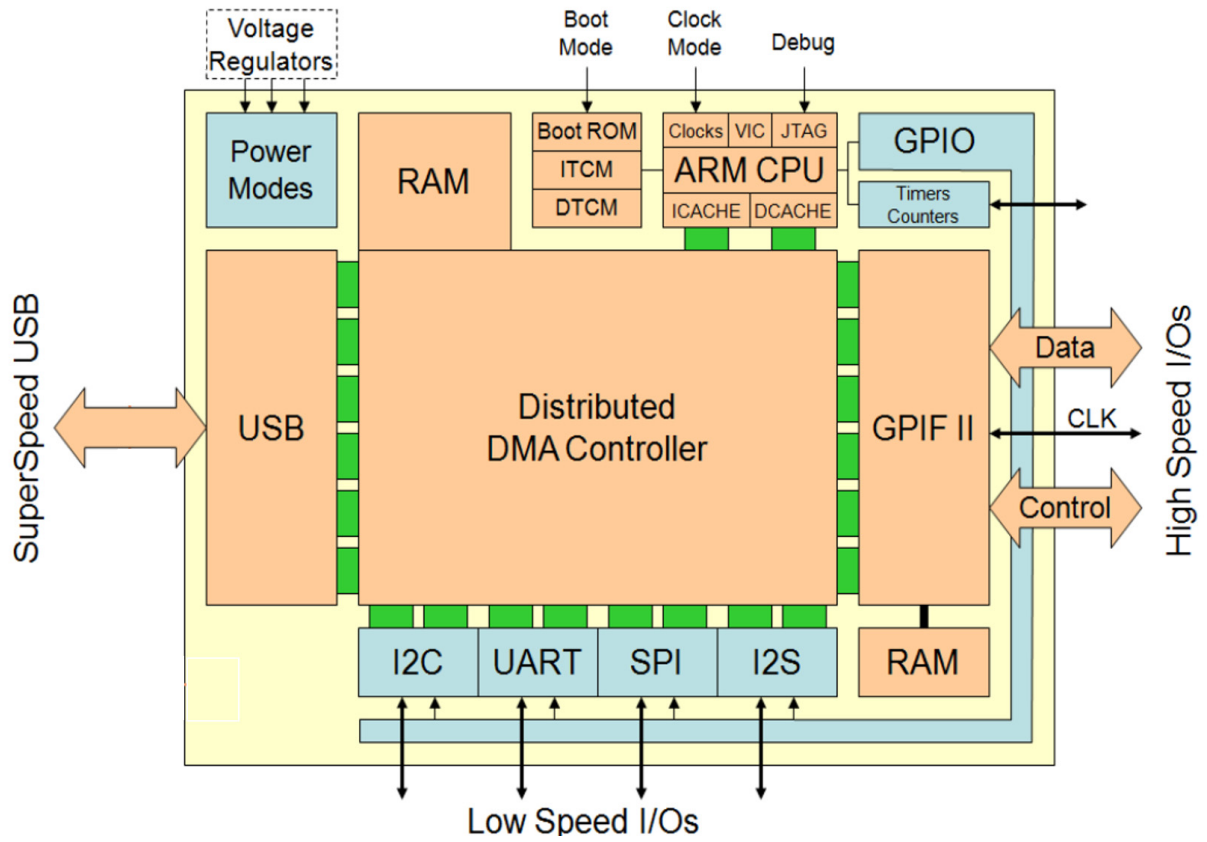 Voltage
Regulators
Boot
Mode
Clock
Mode
Debug
Power
Modes
RAM
Boot ROM
ITCM
DTCM
Clocks
VIC
JTAG
ARM CPU
ICACHE
DCACHE
GPIO
Timers
Counters
SuperSpeed USB
USB
Distributed
DMA Controller
GPIF II
Data
CLK
Control
High Speed I/Os
I2C
UART
SPI
I2S
RAM
Low Speed I/Os